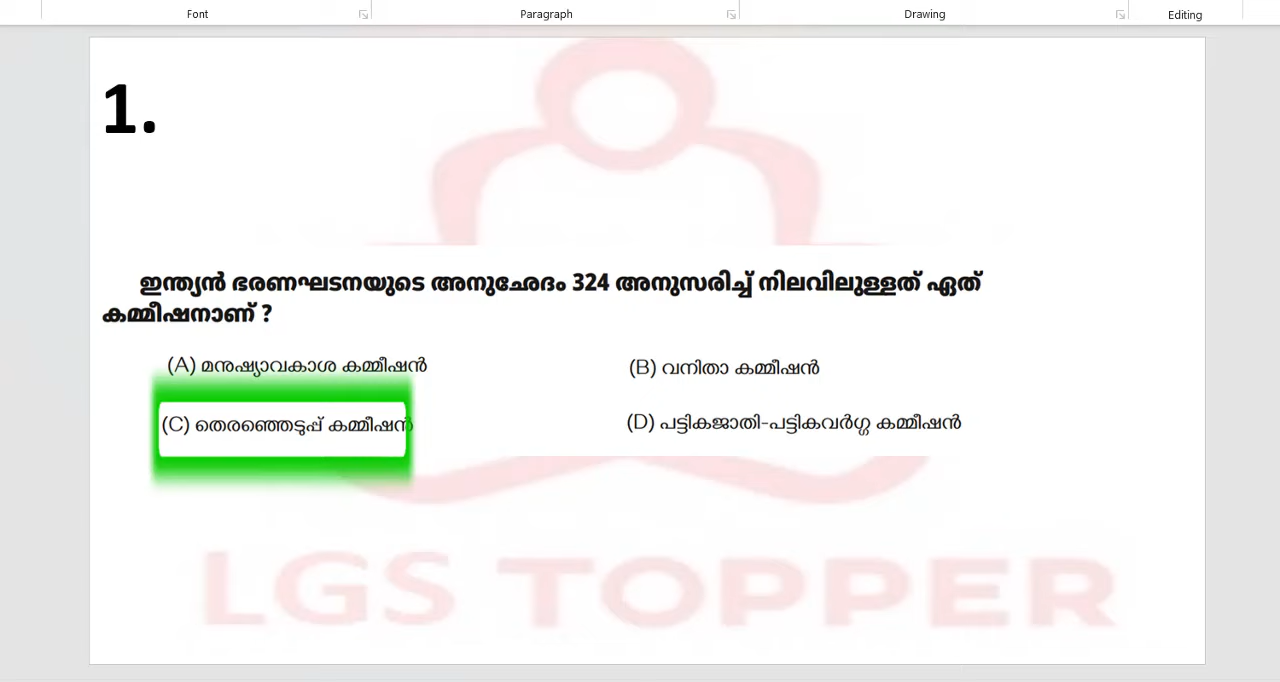 Font Paragraph Drawing Editing
1.
ഇന്ത്യൻ ഭരണഘടനയുടെ അനുഛേദം 324 അനുസരിച്ച് നിലവിലുള്ളത് ഏത്
കമ്മീഷനാണ് ?
(A) മനുഷ്യാവകാശ കമ്മീഷൻ (B) വനിതാ കമ്മീഷൻ
(C) തെരഞ്ഞെടുപ്പ് കമ്മീഷൻ (D) പട്ടികജാതി-പട്ടികവർഗ്ഗ കമ്മീഷൻ
LGS TOPPER